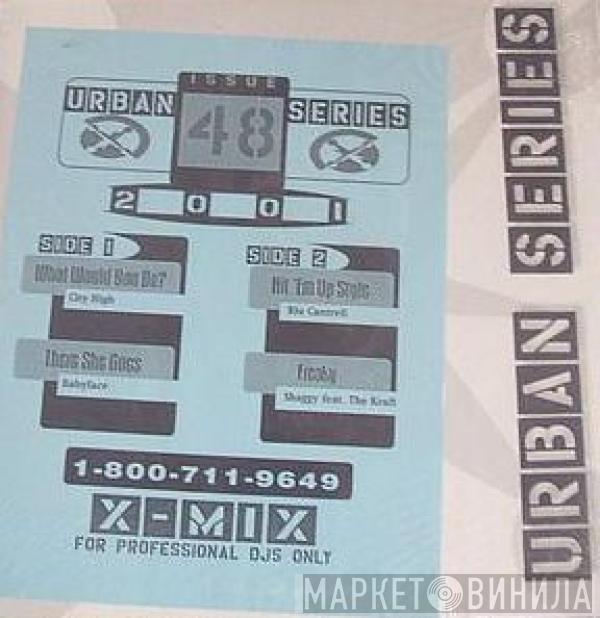 ISSUE
URBAN 48 SERIES
2 0 0 1
SIDE 1
What Would You Do?
City High
There She Goes
Babyface
SIDE 2
Hit 'Em Up Style
Blu Cantrell
Freaky
Shaggy feat. The Kraft
1-800-711-9649
X-MIX
FOR PROFESSIONAL DJS ONLY
URBAN SERIES
МАРКЕТ ВИНИЛА